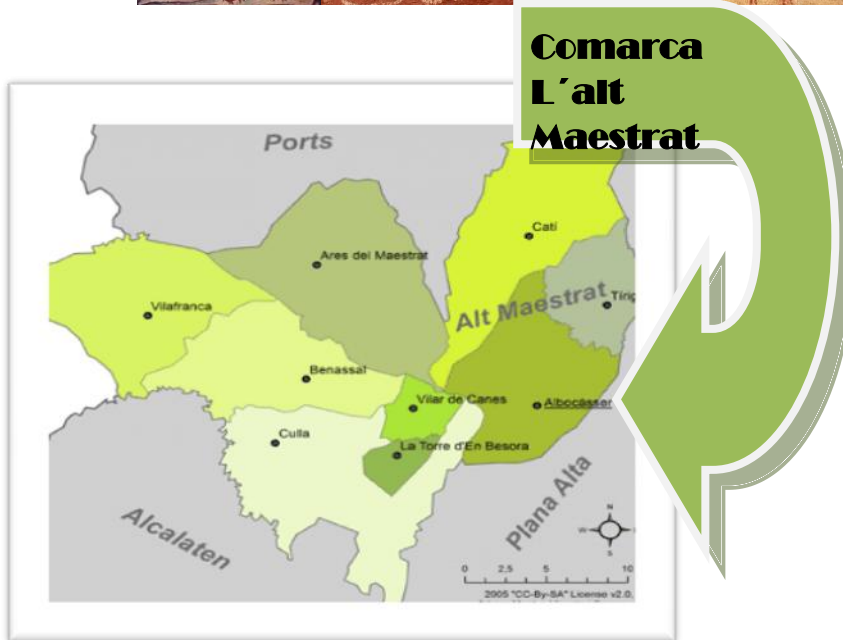 Comarca
L´alt
Maestrat
Ports
Catí
Ares del Maestrat
Alt Maestrat
Tírig
Vilafranca
Benassal
Vilar de Canes
Albocàsser
Culla
La Torre d'En Besora
Plana Alta
Alcalaten
N
W
S
0 2,5 5 10
2005 "CC-By-SA" License v2.0,